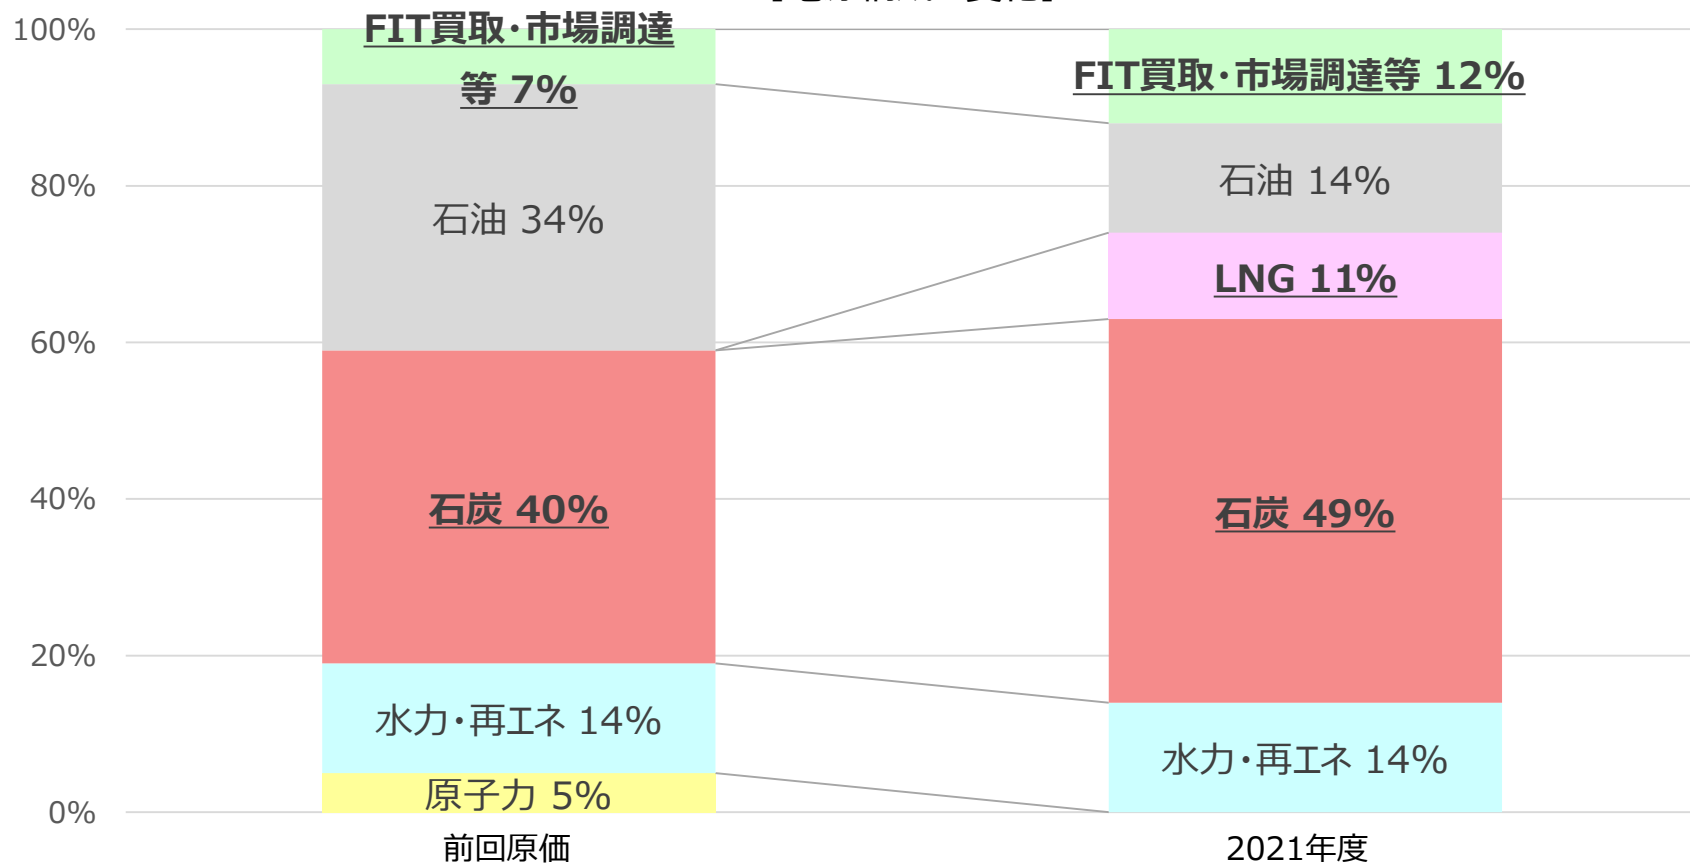 100%
80%
60%
40%
20%
0%
FIT買取・市場調達
等 7%
石油 34%
石炭 40%
水力・再エネ 14%
原子力 5%
前回原価
FIT買取・市場調達等 12%
石油 14%
LNG 11%
石炭 49%
水力・再エネ 14%
2021年度